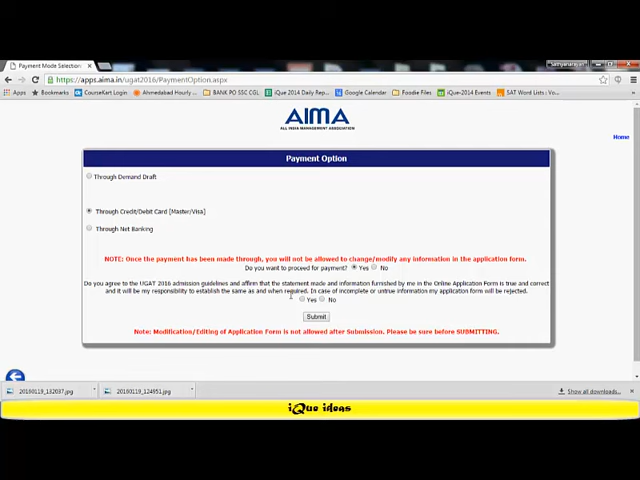 Payment Mode Selection
https://apps.aima.in/ugat2016/PaymentOption.aspx
Apps Bookmarks CourseKart Login Ahmedabad Hourly ... BANK PO SSC CGL iQue 2014 Daily Rep... Google Calendar Foodie Files iQue-2014 Events SAT Word Lists : Vo...
AIMA
ALL INDIA MANAGEMENT ASSOCIATION
Home
Payment Option
Through Demand Draft
Through Credit/Debit Card [Master/Visa]
Through Net Banking
NOTE: Once the payment has been made through, you will not be allowed to change/modify any information in the application form.
Do you want to proceed for payment? Yes No
Do you agree to the UGAT 2016 admission guidelines and affirm that the statement made and information furnished by me in the Online Application Form is true and correct
and it will be my responsibility to establish the same as and when required. In case of incomplete or untrue information my application form will be rejected.
Yes No
Submit
Note: Modification/Editing of Application Form is not allowed after Submission. Please be sure before SUBMITTING.
20160119_132037.jpg 20160119_124951.jpg Show all downloads...
iQue ideas